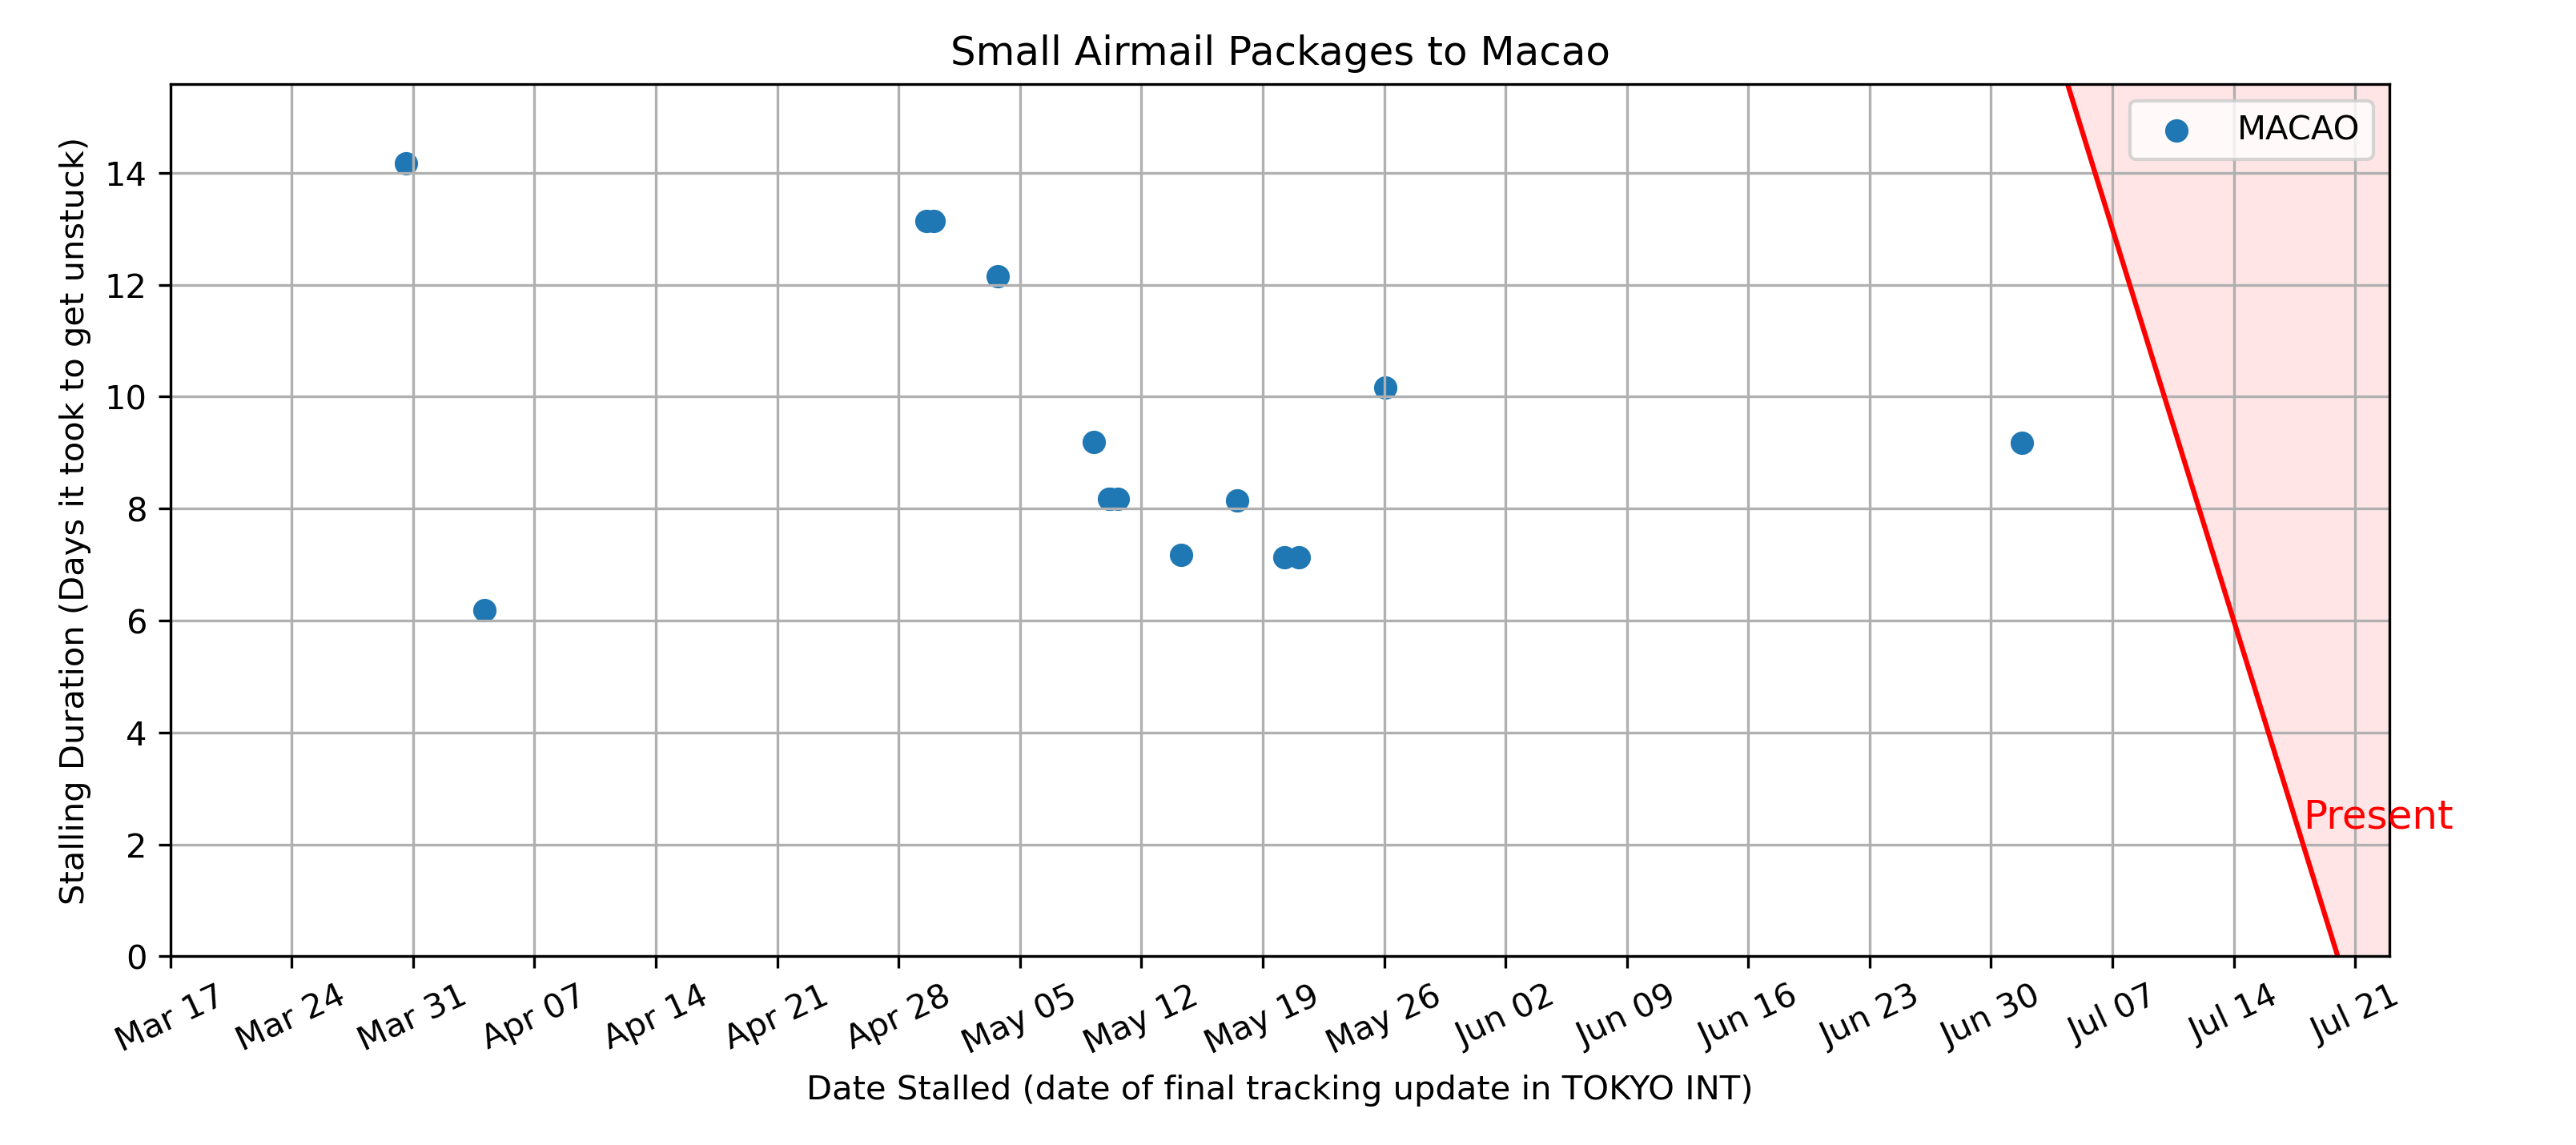 Small Airmail Packages to Macao
MACAO
Stalling Duration (Days it took to get unstuck)
14
12
10
8
6
4
2
0
Present
Mar 17
Mar 24
Mar 31
Apr 07
Apr 14
Apr 21
Apr 28
May 05
May 12
May 19
May 26
Jun 02
Jun 09
Jun 16
Jun 23
Jun 30
Jul 07
Jul 14
Jul 21
Date Stalled (date of final tracking update in TOKYO INT)